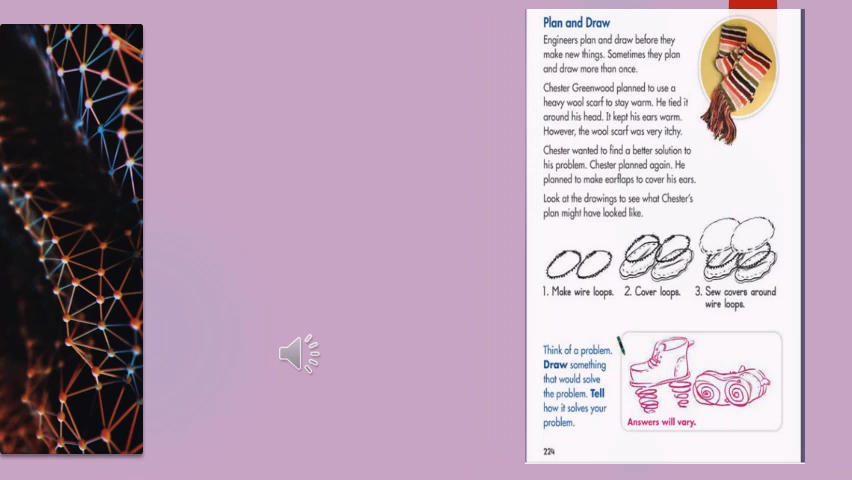 Plan and Draw
Engineers plan and draw before they
make new things. Sometimes they plan
and draw more than once.
Chester Greenwood planned to use a
heavy wool scarf to stay warm. He tied it
around his head. It kept his ears warm.
However, the wool scarf was very itchy.
Chester wanted to find a better solution to
his problem. Chester planned again. He
planned to make earflaps to cover his ears.
Look at the drawings to see what Chester's
plan might have looked like.
1. Make wire loops.
2. Cover loops.
3. Sew covers around
wire loops.
Think of a problem.
Draw something
that would solve
the problem. Tell
how it solves your
problem.
Answers will vary.
224